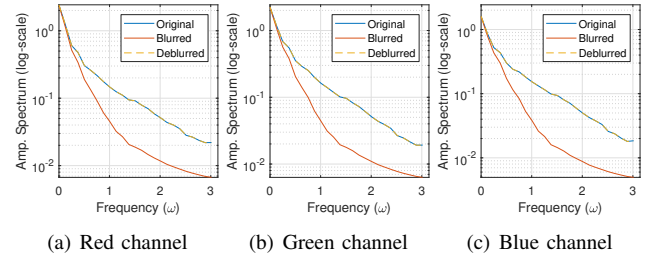 Original
Blurred
Deblurred
Amp. Spectrum (log-scale)
10^0
10^-1
10^-2
0 1 2 3
Frequency (ω)
(a) Red channel
Original
Blurred
Deblurred
Amp. Spectrum (log-scale)
10^0
10^-1
10^-2
0 1 2 3
Frequency (ω)
(b) Green channel
Original
Blurred
Deblurred
Amp. Spectrum (log-scale)
10^0
10^-1
10^-2
0 1 2 3
Frequency (ω)
(c) Blue channel